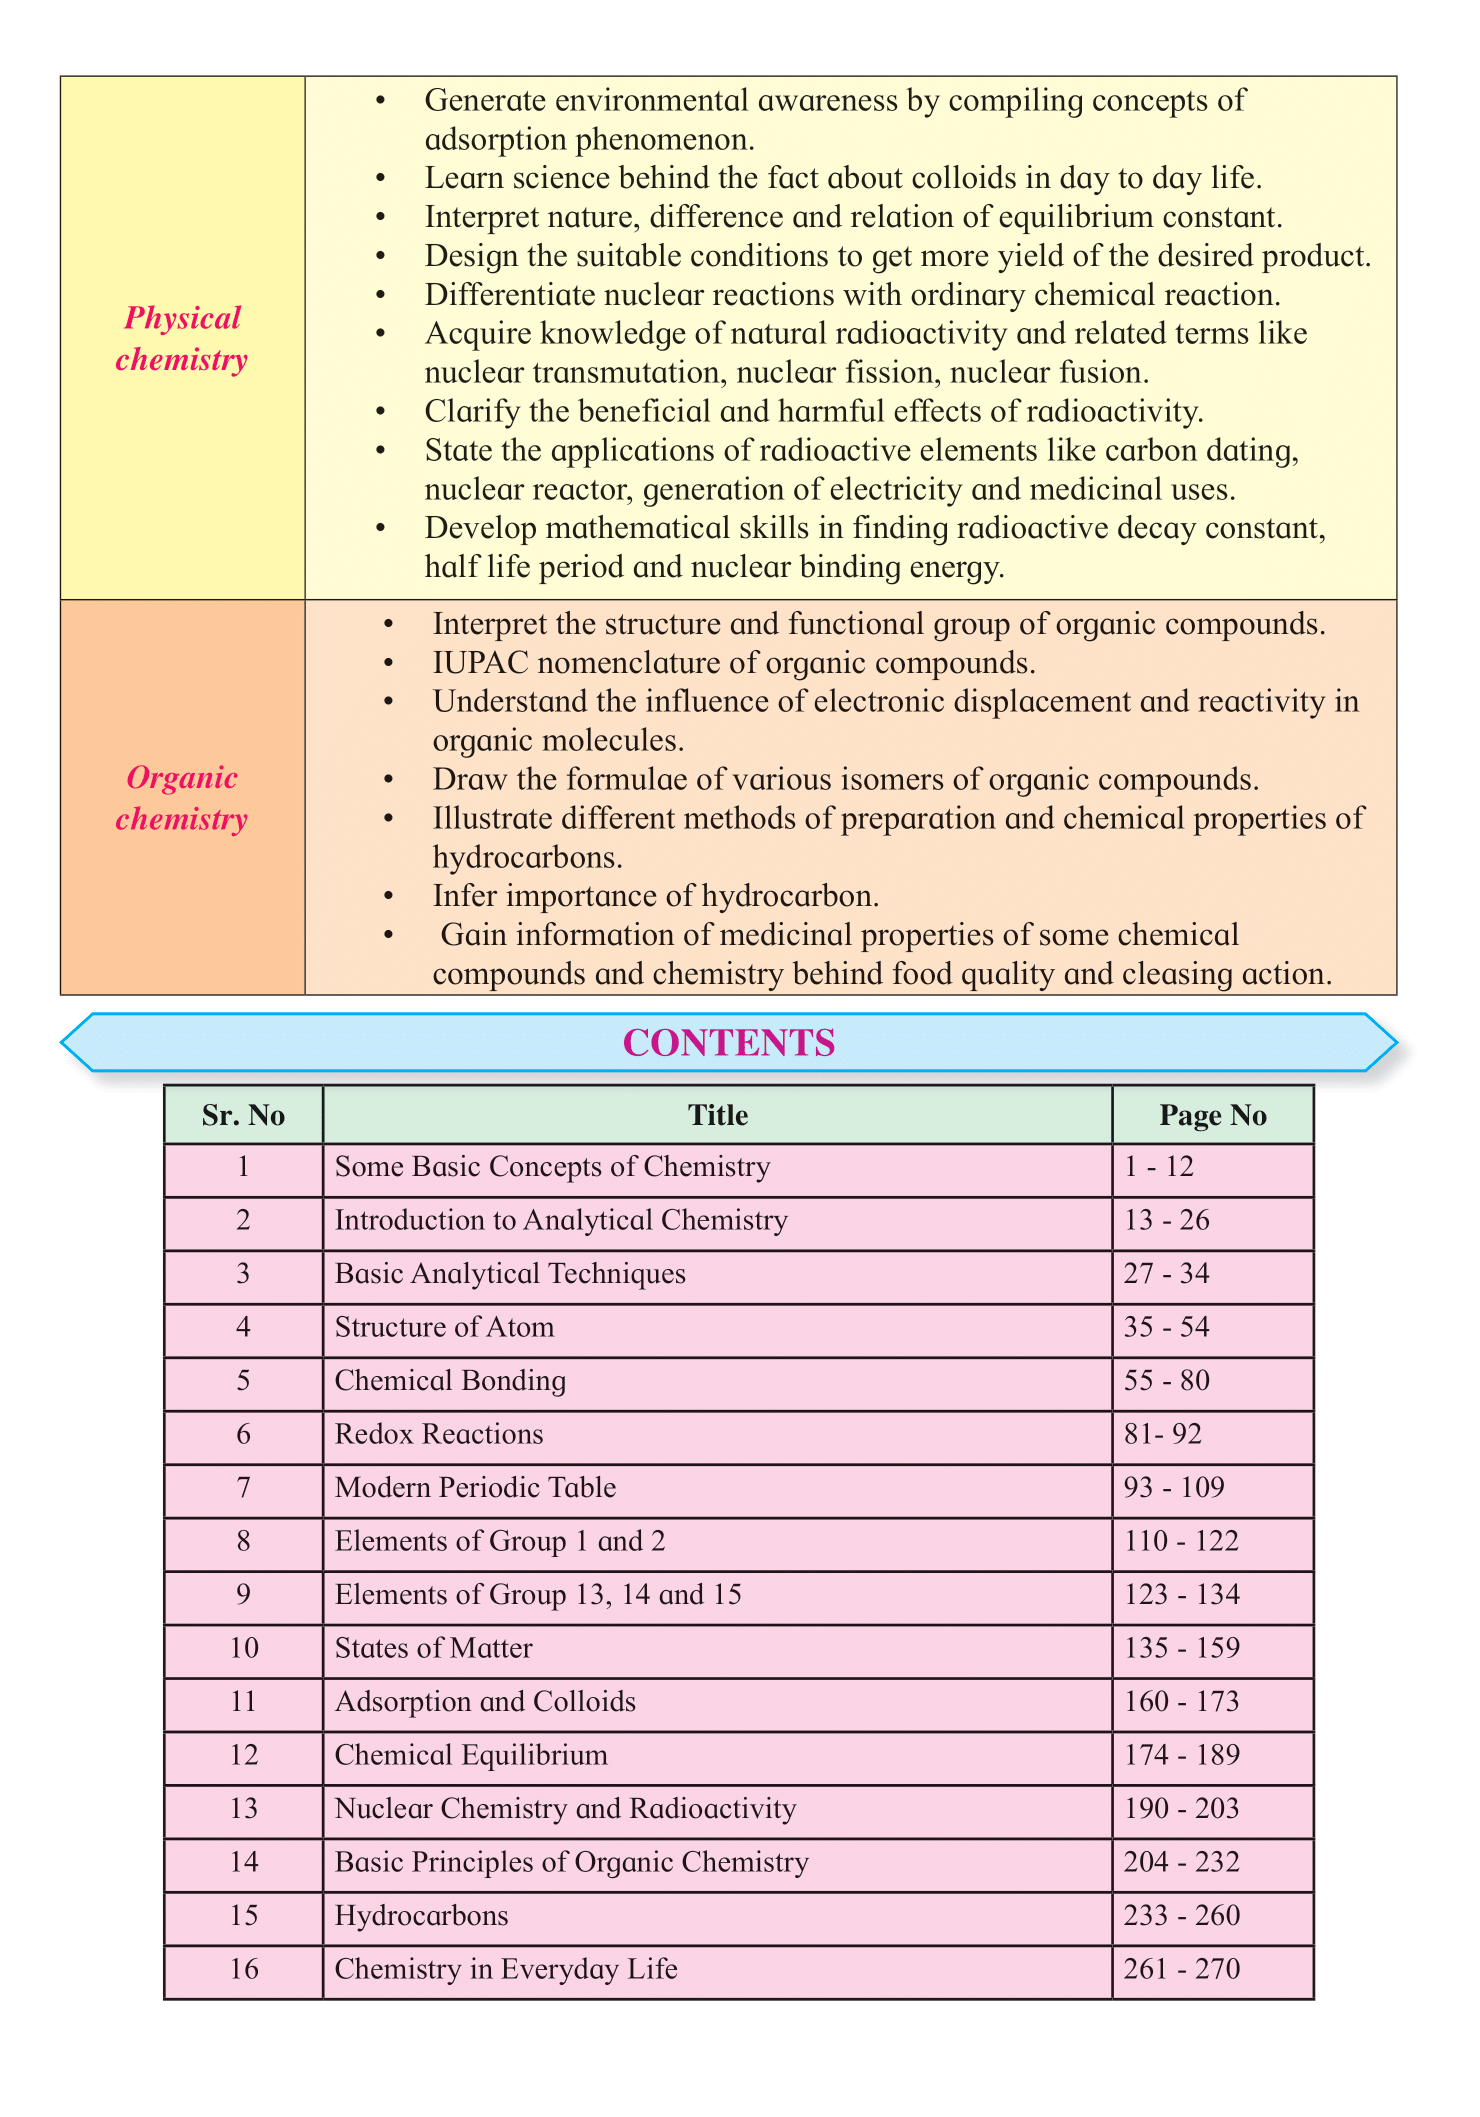 Physical
chemistry
• Generate environmental awareness by compiling concepts of
adsorption phenomenon.
• Learn science behind the fact about colloids in day to day life.
• Interpret nature, difference and relation of equilibrium constant.
• Design the suitable conditions to get more yield of the desired product.
• Differentiate nuclear reactions with ordinary chemical reaction.
• Acquire knowledge of natural radioactivity and related terms like
nuclear transmutation, nuclear fission, nuclear fusion.
• Clarify the beneficial and harmful effects of radioactivity.
• State the applications of radioactive elements like carbon dating,
nuclear reactor, generation of electricity and medicinal uses.
• Develop mathematical skills in finding radioactive decay constant,
half life period and nuclear binding energy.
Organic
chemistry
• Interpret the structure and functional group of organic compounds.
• IUPAC nomenclature of organic compounds.
• Understand the influence of electronic displacement and reactivity in
organic molecules.
• Draw the formulae of various isomers of organic compounds.
• Illustrate different methods of preparation and chemical properties of
hydrocarbons.
• Infer importance of hydrocarbon.
• Gain information of medicinal properties of some chemical
compounds and chemistry behind food quality and cleasing action.
CONTENTS
Sr. No Title Page No
1 Some Basic Concepts of Chemistry 1 - 12
2 Introduction to Analytical Chemistry 13 - 26
3 Basic Analytical Techniques 27 - 34
4 Structure of Atom 35 - 54
5 Chemical Bonding 55 - 80
6 Redox Reactions 81- 92
7 Modern Periodic Table 93 - 109
8 Elements of Group 1 and 2 110 - 122
9 Elements of Group 13, 14 and 15 123 - 134
10 States of Matter 135 - 159
11 Adsorption and Colloids 160 - 173
12 Chemical Equilibrium 174 - 189
13 Nuclear Chemistry and Radioactivity 190 - 203
14 Basic Principles of Organic Chemistry 204 - 232
15 Hydrocarbons 233 - 260
16 Chemistry in Everyday Life 261 - 270